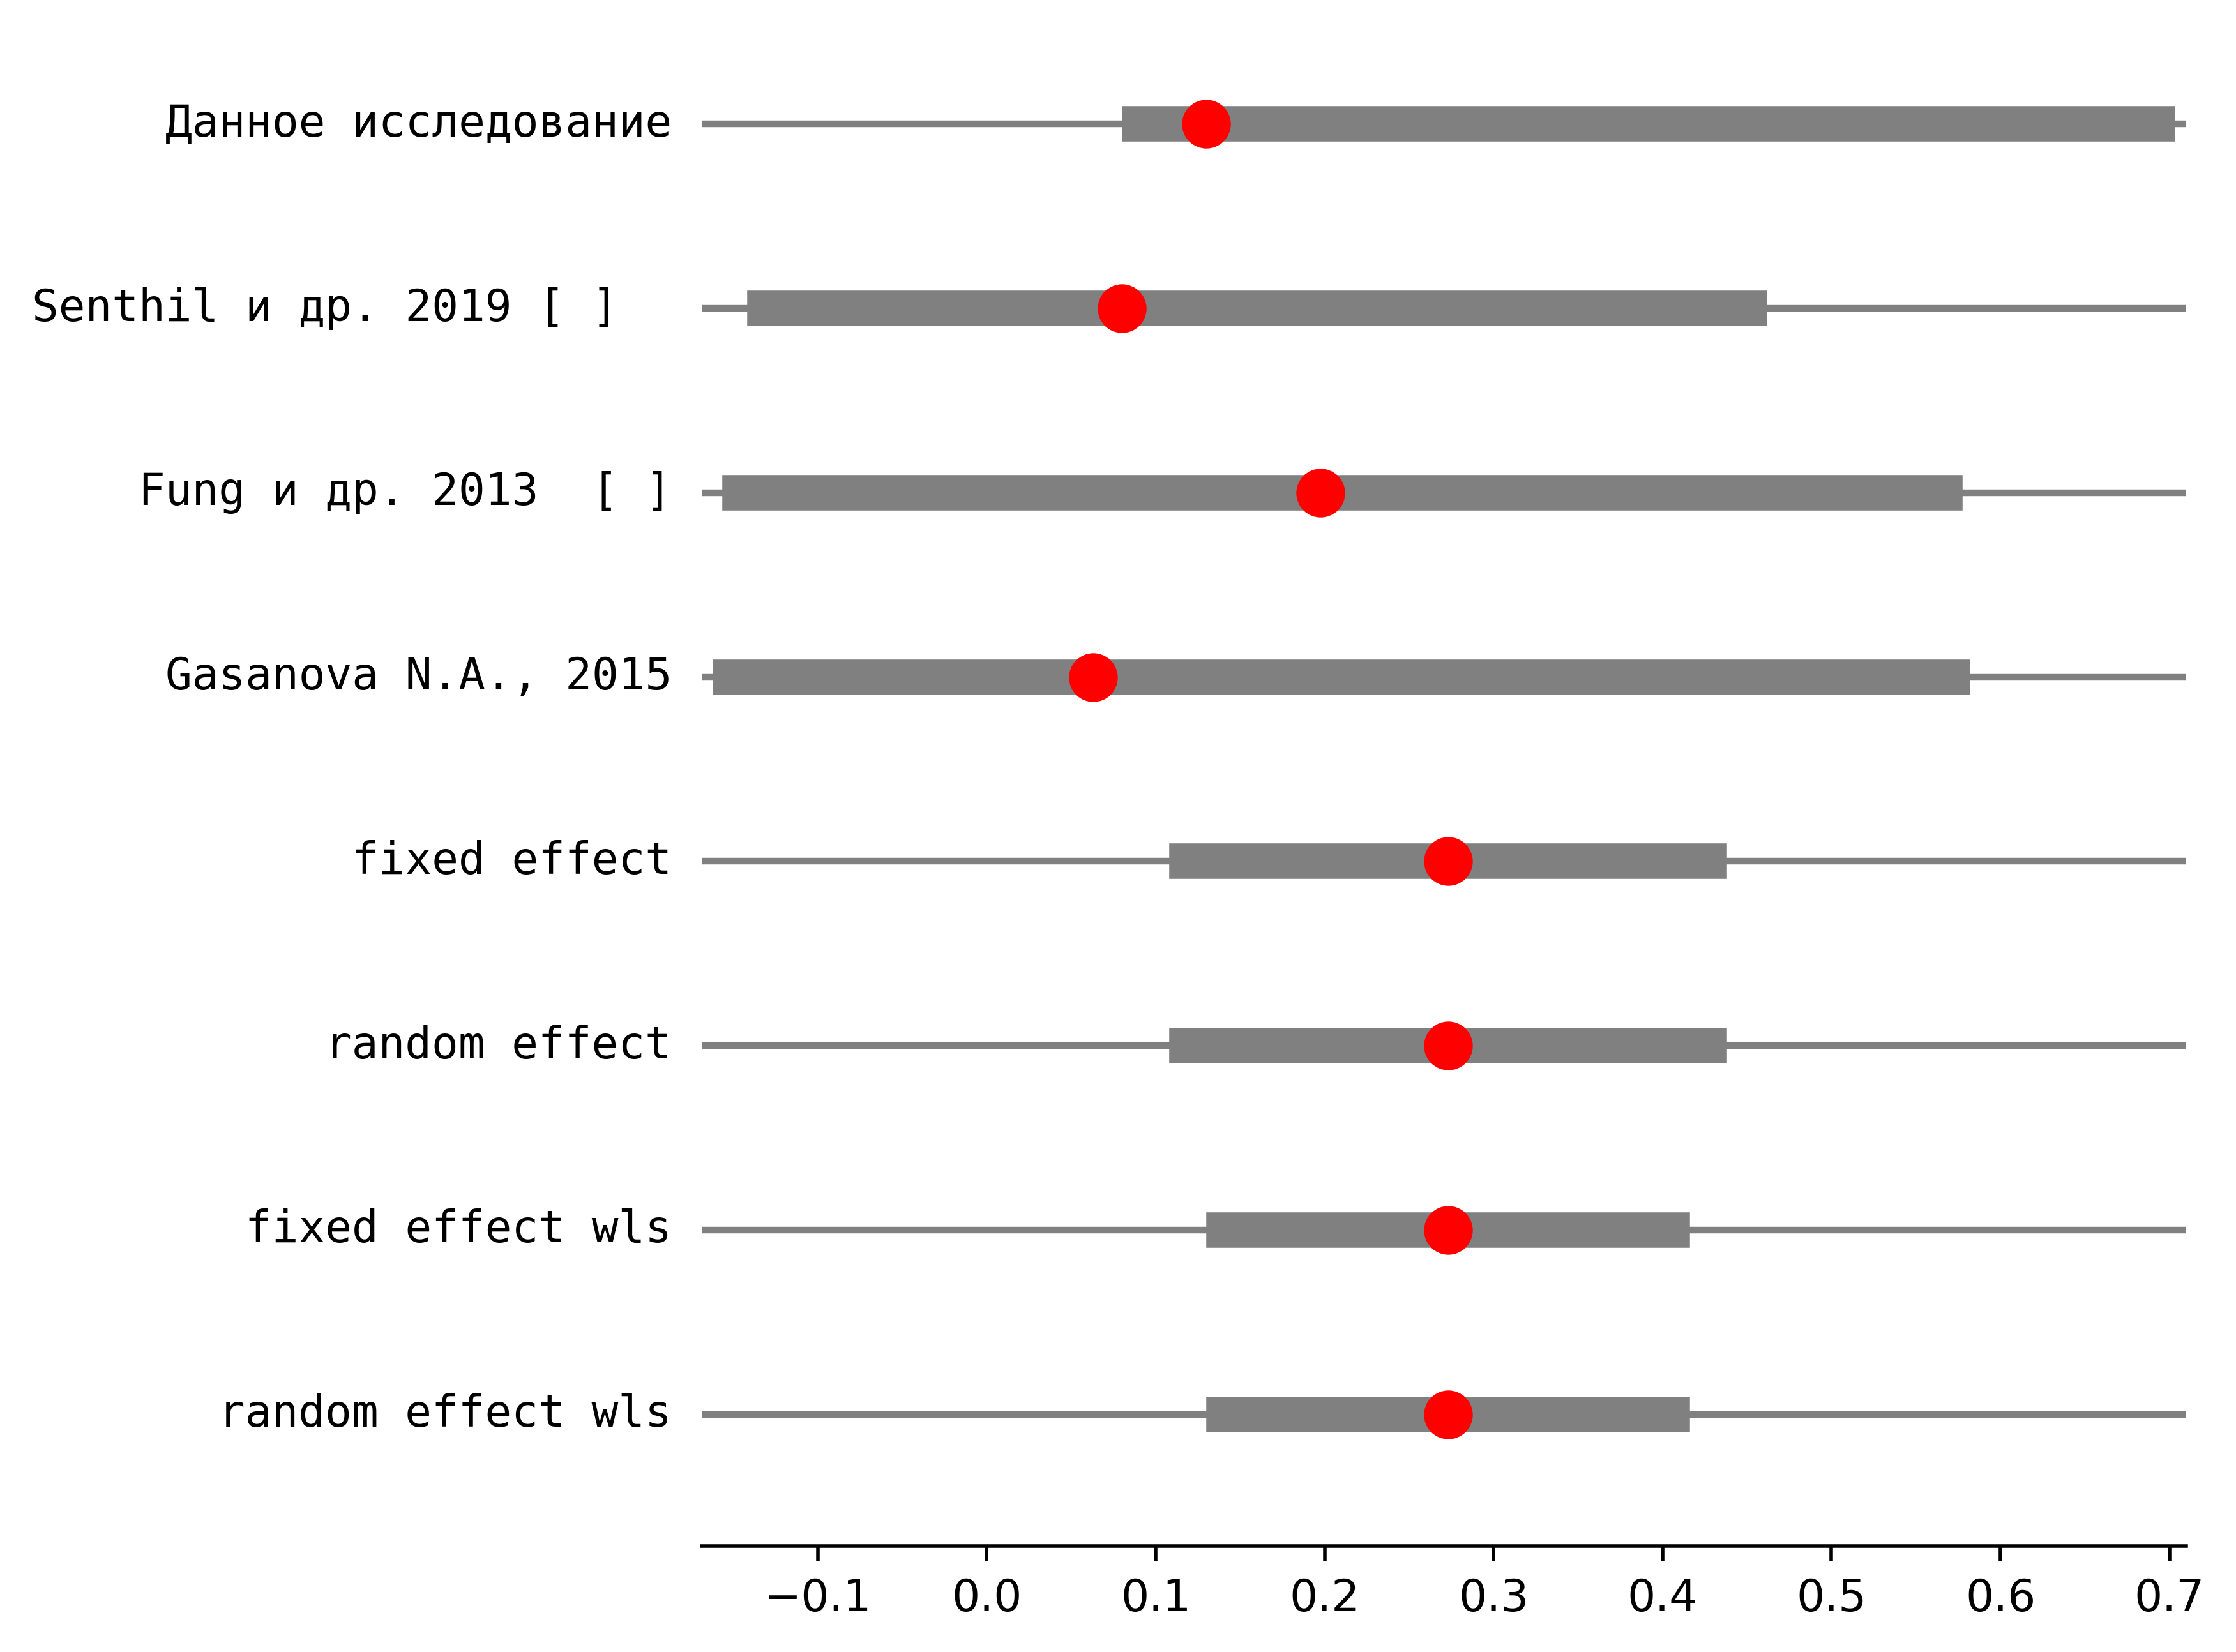 Данное исследование
Senthil и др. 2019 [ ]
Fung и др. 2013  [ ]
Gasanova N.A., 2015
fixed effect
random effect
fixed effect wls
random effect wls
−0.1 0.0 0.1 0.2 0.3 0.4 0.5 0.6 0.7